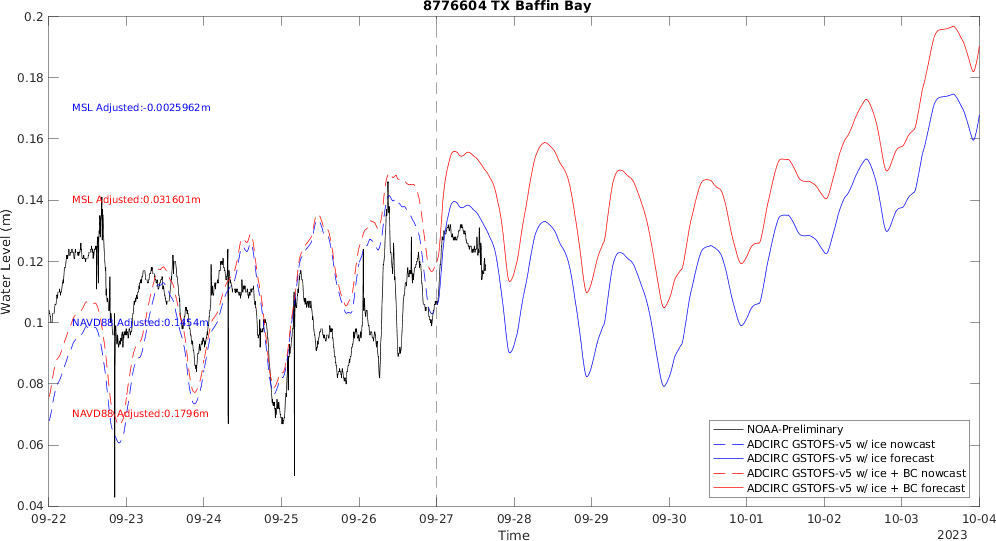 8776604 TX Baffin Bay
0.2
0.18
0.16
0.14
0.12
0.1
0.08
0.06
0.04
Water Level (m)
MSL Adjusted:-0.0025962m
MSL Adjusted:0.031601m
NAVD88 Adjusted:0.1454m
NAVD88 Adjusted:0.1796m
NOAA-Preliminary
ADCIRC GSTOFS-v5 w/ ice nowcast
ADCIRC GSTOFS-v5 w/ ice forecast
ADCIRC GSTOFS-v5 w/ ice + BC nowcast
ADCIRC GSTOFS-v5 w/ ice + BC forecast
09-22 09-23 09-24 09-25 09-26 09-27 09-28 09-29 09-30 10-01 10-02 10-03 10-04
Time
2023